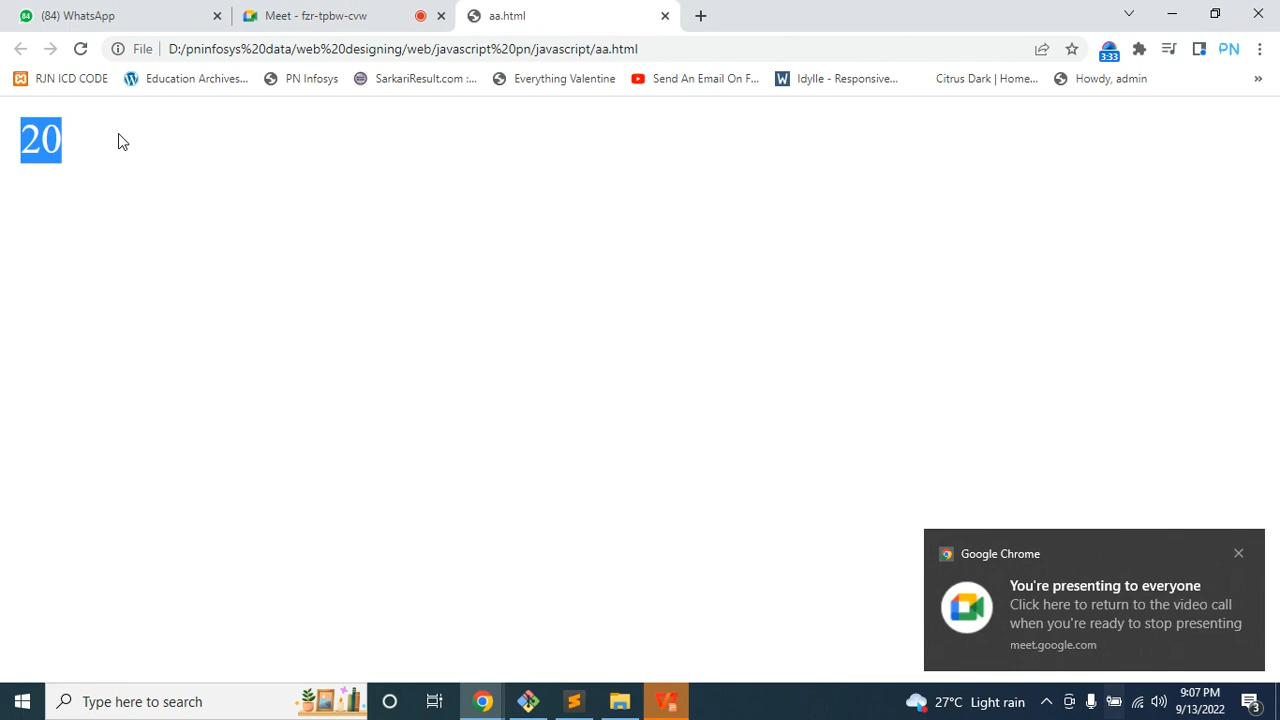 (84) WhatsApp
Meet - fzr-tpbw-cvw
aa.html
File
D:/pninfosys%20data/web%20designing/web/javascript%20pn/javascript/aa.html
3:33
PN
RJN ICD CODE
Education Archives...
PN Infosys
SarkariResult.com :...
Everything Valentine
Send An Email On F...
Idylle - Responsive...
Citrus Dark | Home...
Howdy, admin
»
20
Google Chrome
You're presenting to everyone
Click here to return to the video call
when you're ready to stop presenting
meet.google.com
Type here to search
27°C Light rain
9:07 PM
9/13/2022
3